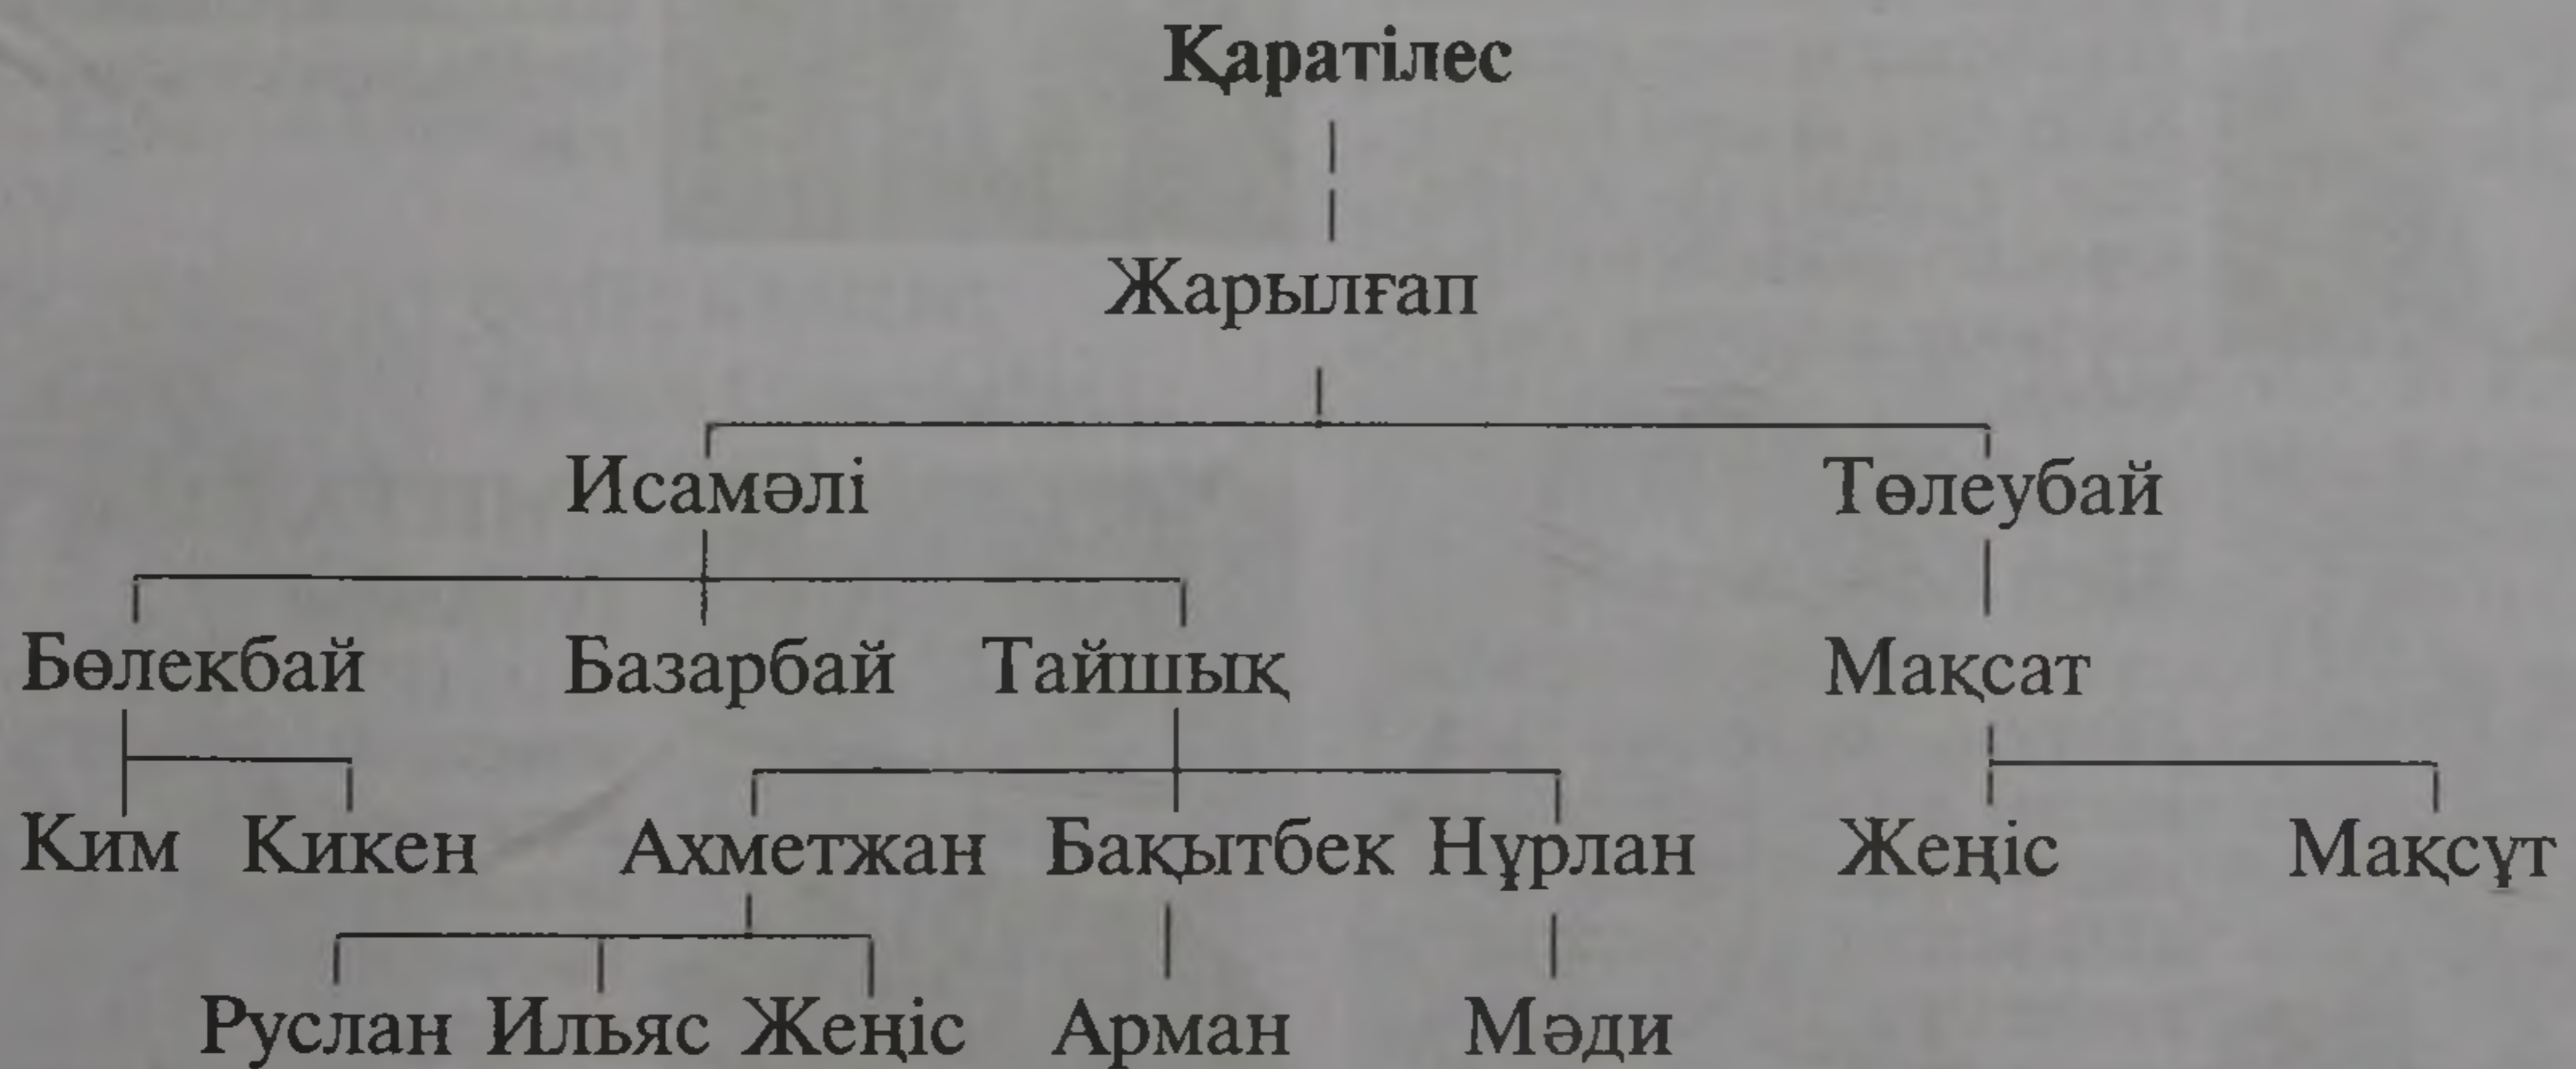 Қаратілес
Жарылғап
Исамәлі Төлеубай
Бөлекбай Базарбай Тайшық Мақсат
Ким Кикен Ахметжан Бақытбек Нұрлан Жеңіс Мақсұт
Руслан Ильяс Жеңіс Арман Мәди